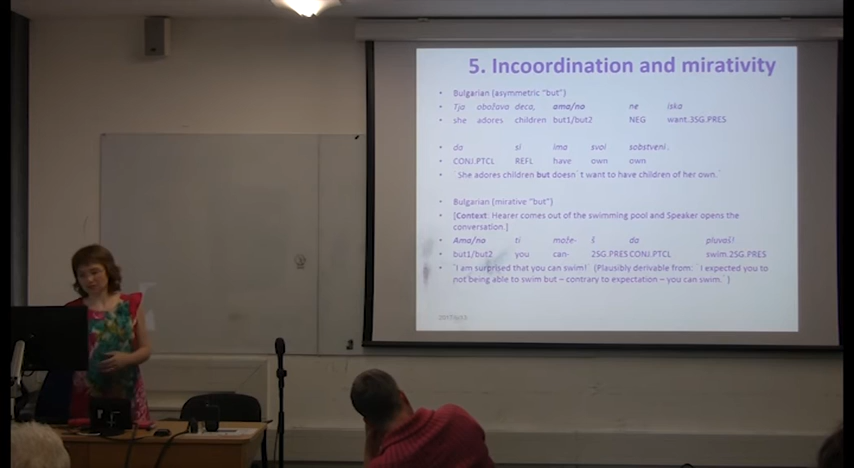 5. Incoordination and mirativity
• Bulgarian (asymmetric "but")
• Tja obožava deca, ama/no ne iska
• she adores children but1/but2 NEG want.3SG.PRES
• da si ima svoi sobstveni.
• CONJ.PTCL REFL have own own
• `She adores children but doesn´t want to have children of her own.´
• Bulgarian (mirative "but")
• [Context: Hearer comes out of the swimming pool and Speaker opens the
conversation.]
• Ama/no ti može- š da pluvaš!
• but1/but2 you can- 2SG.PRES CONJ.PTCL swim.2SG.PRES
• `I am surprised that you can swim!´ (Plausibly derivable from: `I expected you to
not being able to swim but – contrary to expectation – you can swim.´)